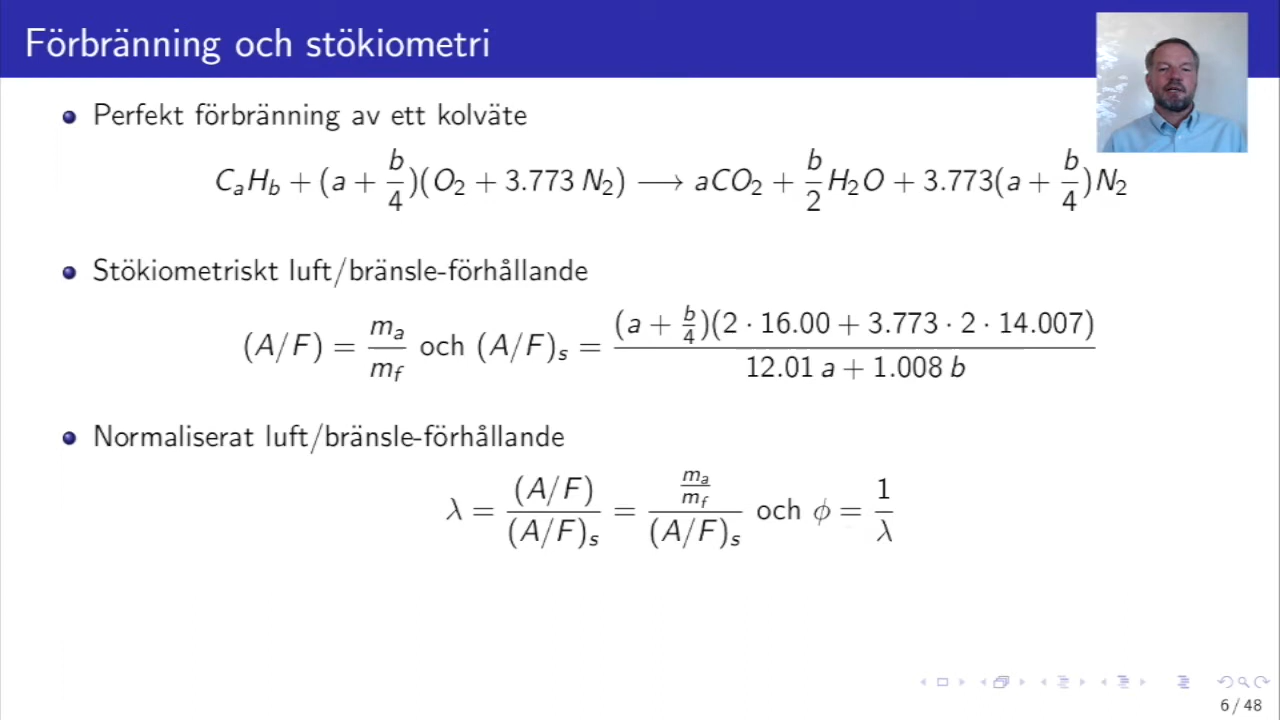 Förbränning och stökiometri
Perfekt förbränning av ett kolväte
C_aH_b + (a + b/4)(O_2 + 3.773 N_2) ⟶ aCO_2 + b/2 H_2O + 3.773(a + b/4)N_2
Stökiometriskt luft/bränsle-förhållande
(A/F) = m_a/m_f och (A/F)_s = (a + b/4)(2 · 16.00 + 3.773 · 2 · 14.007) / 12.01 a + 1.008 b
Normaliserat luft/bränsle-förhållande
λ = (A/F)/(A/F)_s = m_a/m_f/(A/F)_s och ϕ = 1/λ
6 / 48